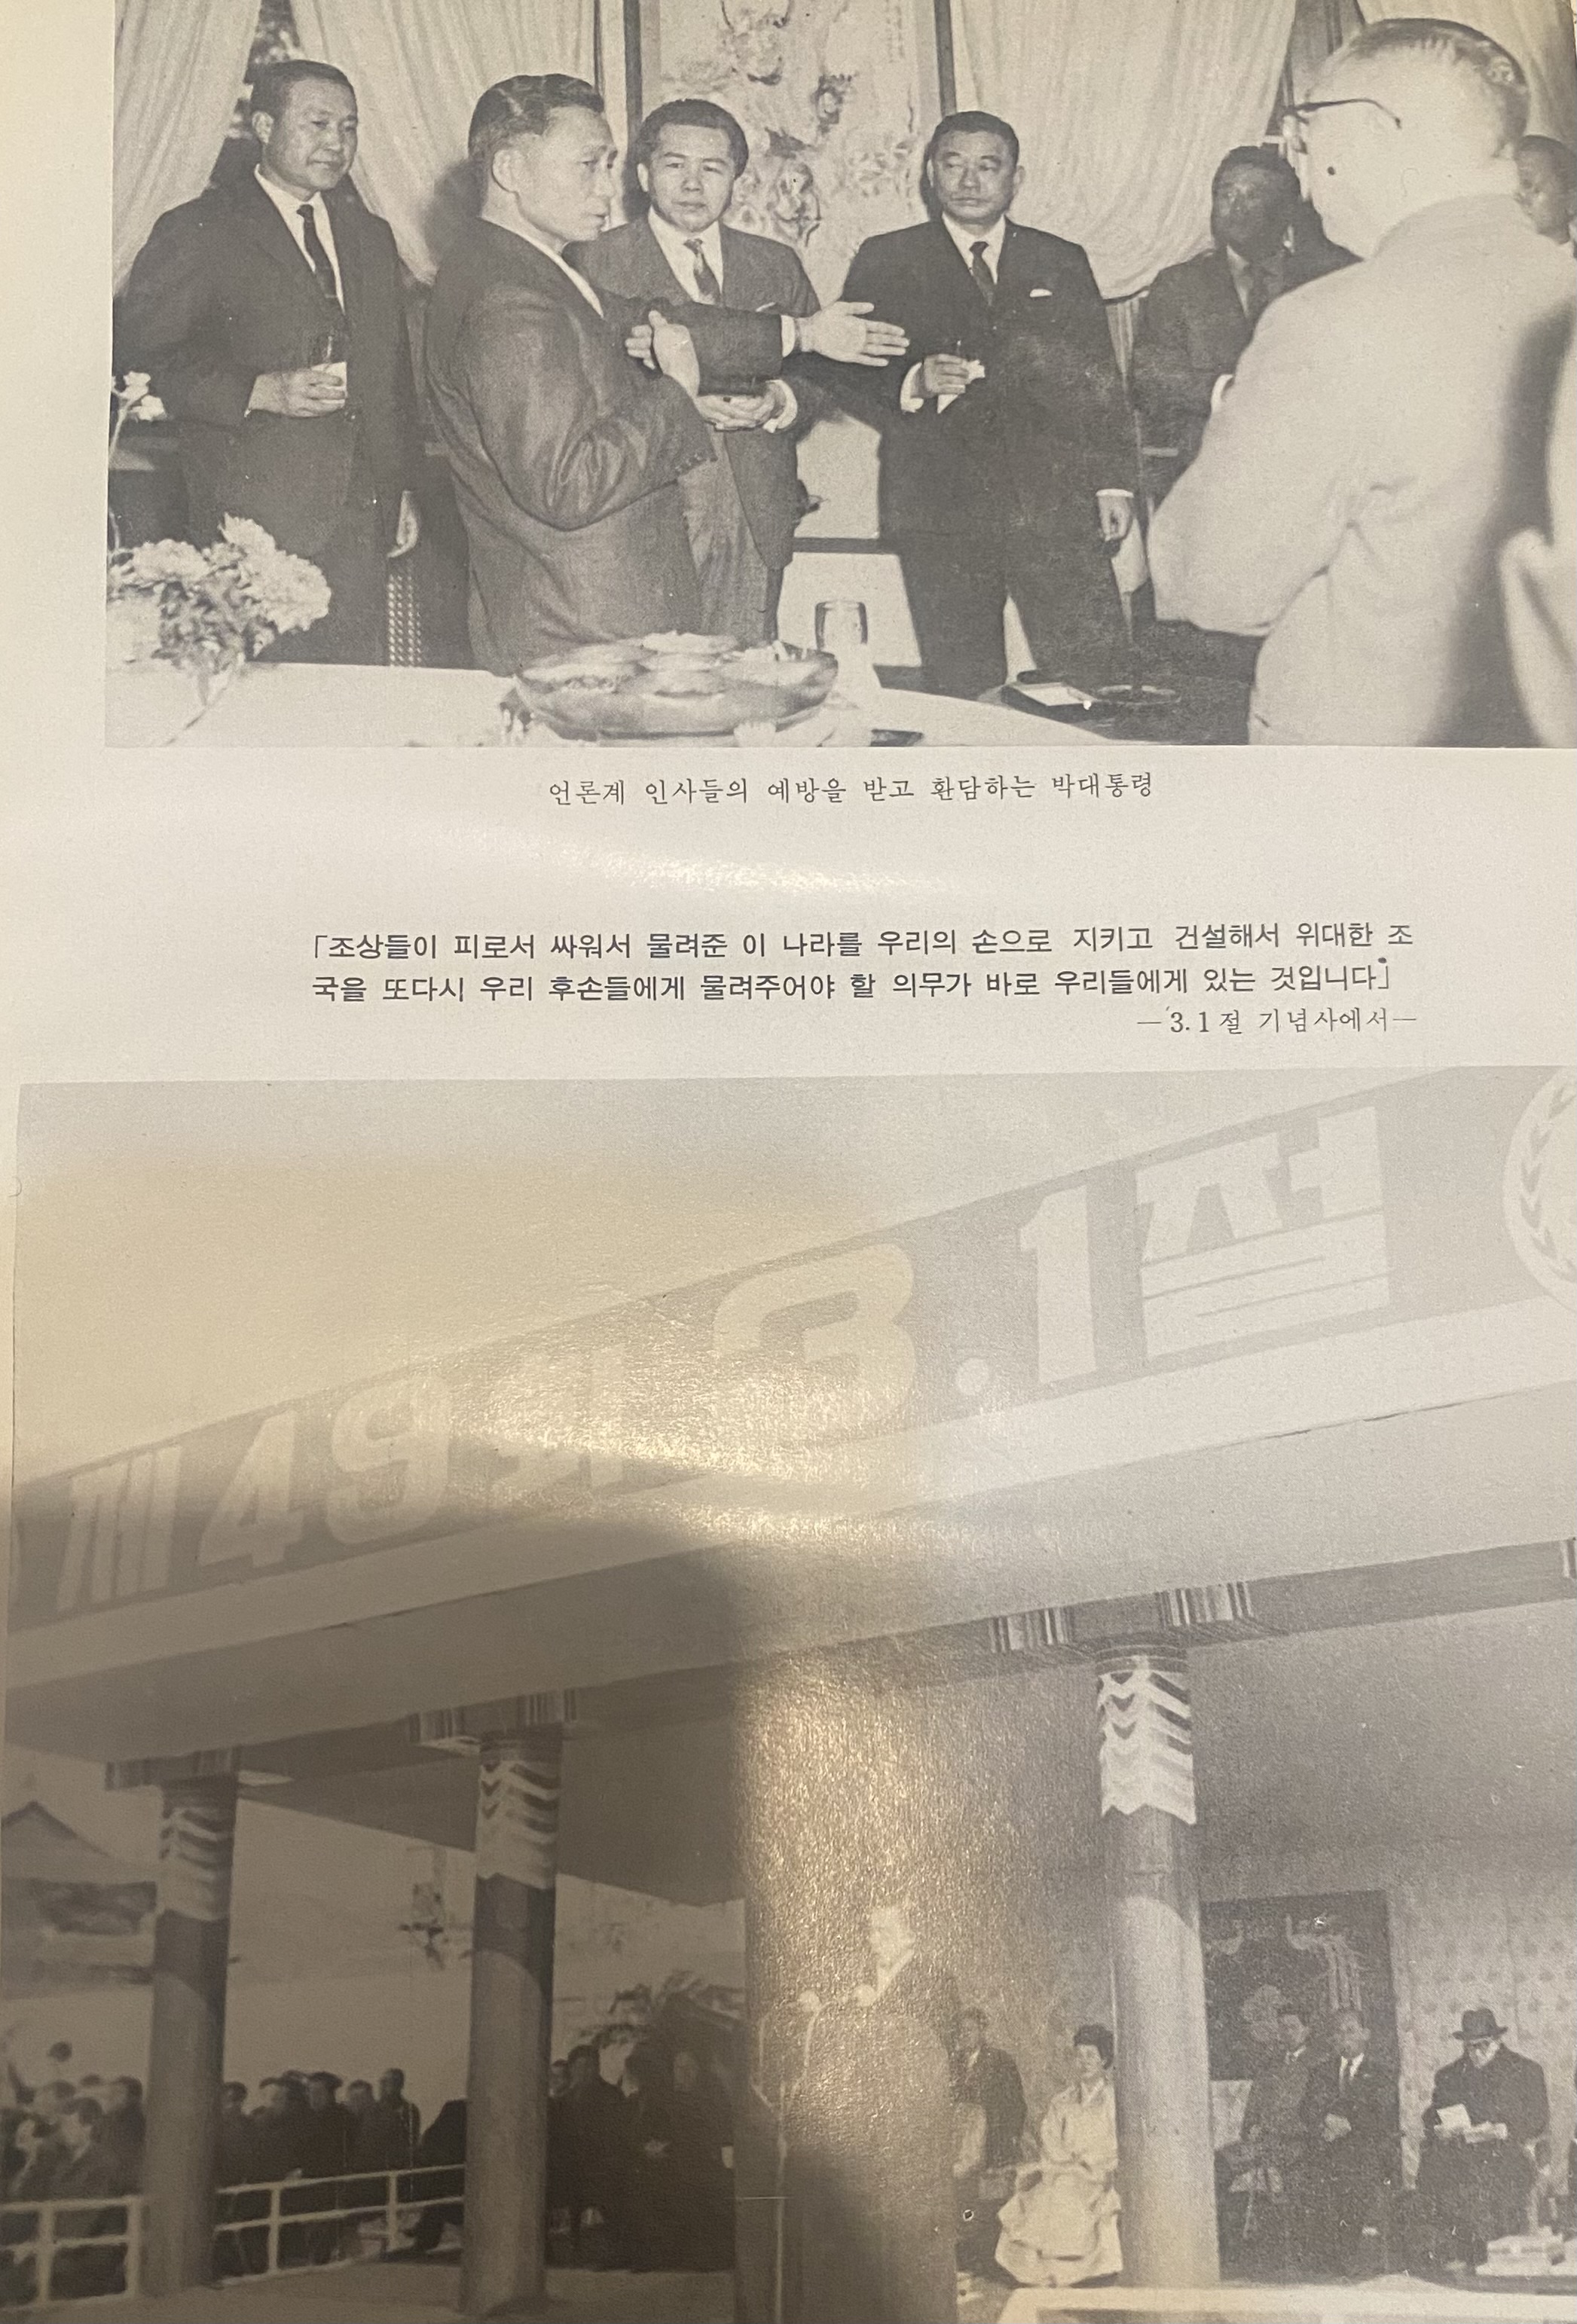 언론계 인사들의 예방을 받고 환담하는 박대통령
「조상들이 피로서 싸워서 물려준 이 나라를 우리의 손으로 지키고 건설해서 위대한 조
국을 또다시 우리 후손들에게 물려주어야 할 의무가 바로 우리들에게 있는 것입니다」
—3.1절 기념사에서—
제49회 3.1절